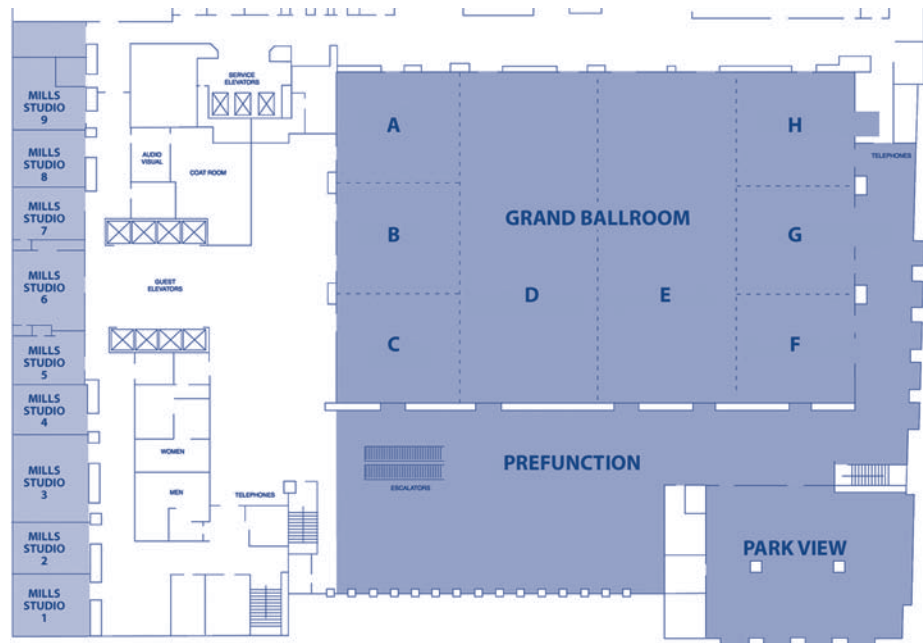 MILLS
STUDIO
9
MILLS
STUDIO
8
MILLS
STUDIO
7
MILLS
STUDIO
6
MILLS
STUDIO
5
MILLS
STUDIO
4
MILLS
STUDIO
3
MILLS
STUDIO
2
MILLS
STUDIO
1
SERVICE
ELEVATORS
AUDIO
VISUAL
COAT ROOM
GUEST
ELEVATORS
WOMEN
MEN
TELEPHONES
A
B
C
GRAND BALLROOM
D
E
H
G
F
TELEPHONES
PREFUNCTION
ESCALATORS
PARK VIEW